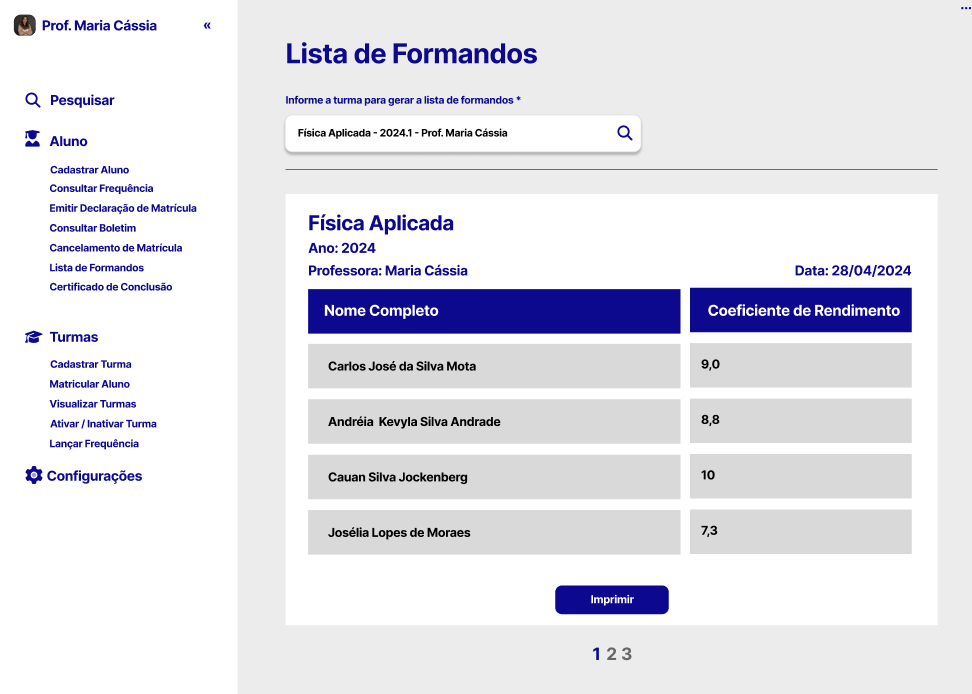 Prof. Maria Cássia «
Pesquisar
Aluno
Cadastrar Aluno
Consultar Frequência
Emitir Declaração de Matrícula
Consultar Boletim
Cancelamento de Matrícula
Lista de Formandos
Certificado de Conclusão
Turmas
Cadastrar Turma
Matricular Aluno
Visualizar Turmas
Ativar / Inativar Turma
Lançar Frequência
Configurações
Lista de Formandos
Informe a turma para gerar a lista de formandos *
Física Aplicada - 2024.1 - Prof. Maria Cássia
Física Aplicada
Ano: 2024
Professora: Maria Cássia Data: 28/04/2024
Nome Completo Coeficiente de Rendimento
Carlos José da Silva Mota 9,0
Andréia Kevyla Silva Andrade 8,8
Cauan Silva Jockenberg 10
Josélia Lopes de Moraes 7,3
Imprimir
1 2 3